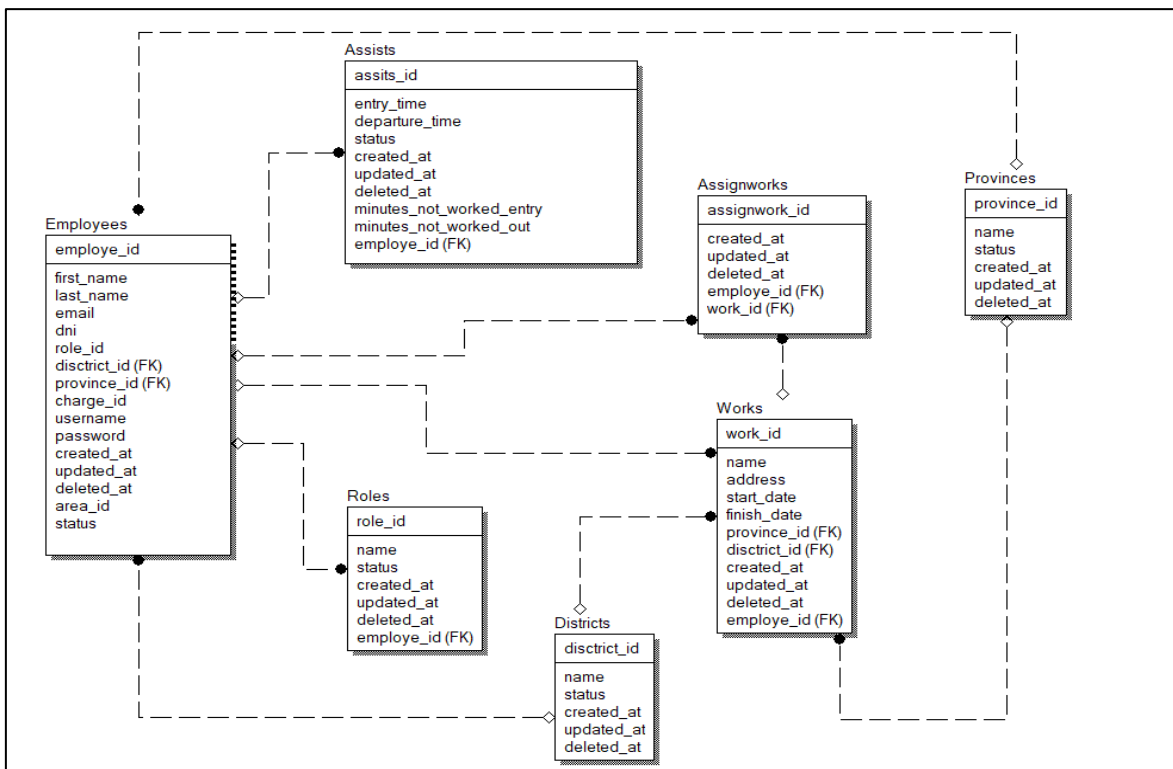 Assists
assits_id
entry_time
departure_time
status
created_at
updated_at
deleted_at
minutes_not_worked_entry
minutes_not_worked_out
employe_id (FK)
Provinces
province_id
name
status
created_at
updated_at
deleted_at
Assignworks
assignwork_id
created_at
updated_at
deleted_at
employe_id (FK)
work_id (FK)
Employees
employe_id
first_name
last_name
email
dni
role_id
disctrict_id (FK)
province_id (FK)
charge_id
username
password
created_at
updated_at
deleted_at
area_id
status
Works
work_id
name
address
start_date
finish_date
province_id (FK)
disctrict_id (FK)
created_at
updated_at
deleted_at
employe_id (FK)
Roles
role_id
name
status
created_at
updated_at
deleted_at
employe_id (FK)
Districts
disctrict_id
name
status
created_at
updated_at
deleted_at